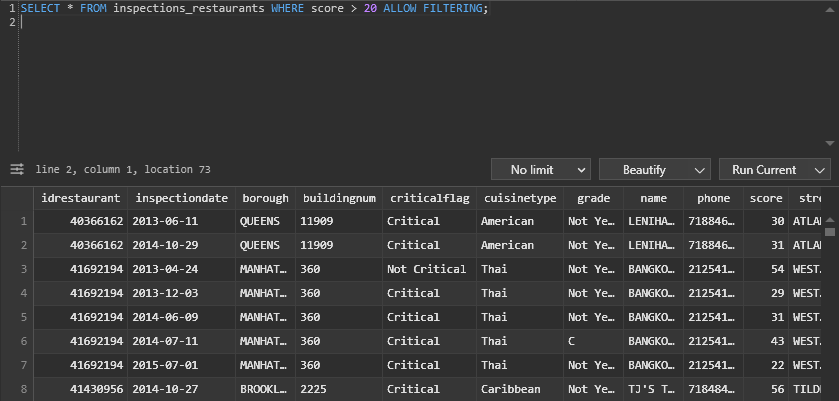 1 SELECT * FROM inspections_restaurants WHERE score > 20 ALLOW FILTERING;
2
line 2, column 1, location 73 No limit Beautify Run Current
idrestaurant inspectiondate borough buildingnum criticalflag cuisinetype grade name phone score stre
1 40366162 2013-06-11 QUEENS 11909 Critical American Not Ye… LENIHA… 718846… 30 ATLA
2 40366162 2014-10-29 QUEENS 11909 Critical American Not Ye… LENIHA… 718846… 31 ATLA
3 41692194 2013-04-24 MANHAT… 360 Not Critical Thai Not Ye… BANGKO… 212541… 54 WEST
4 41692194 2013-12-03 MANHAT… 360 Critical Thai Not Ye… BANGKO… 212541… 29 WEST
5 41692194 2014-06-09 MANHAT… 360 Critical Thai Not Ye… BANGKO… 212541… 31 WEST
6 41692194 2014-07-11 MANHAT… 360 Critical Thai C BANGKO… 212541… 43 WEST
7 41692194 2015-07-01 MANHAT… 360 Critical Thai Not Ye… BANGKO… 212541… 22 WEST
8 41430956 2014-10-27 BROOKL… 2225 Critical Caribbean Not Ye… TJ'S T… 718484… 56 TILD